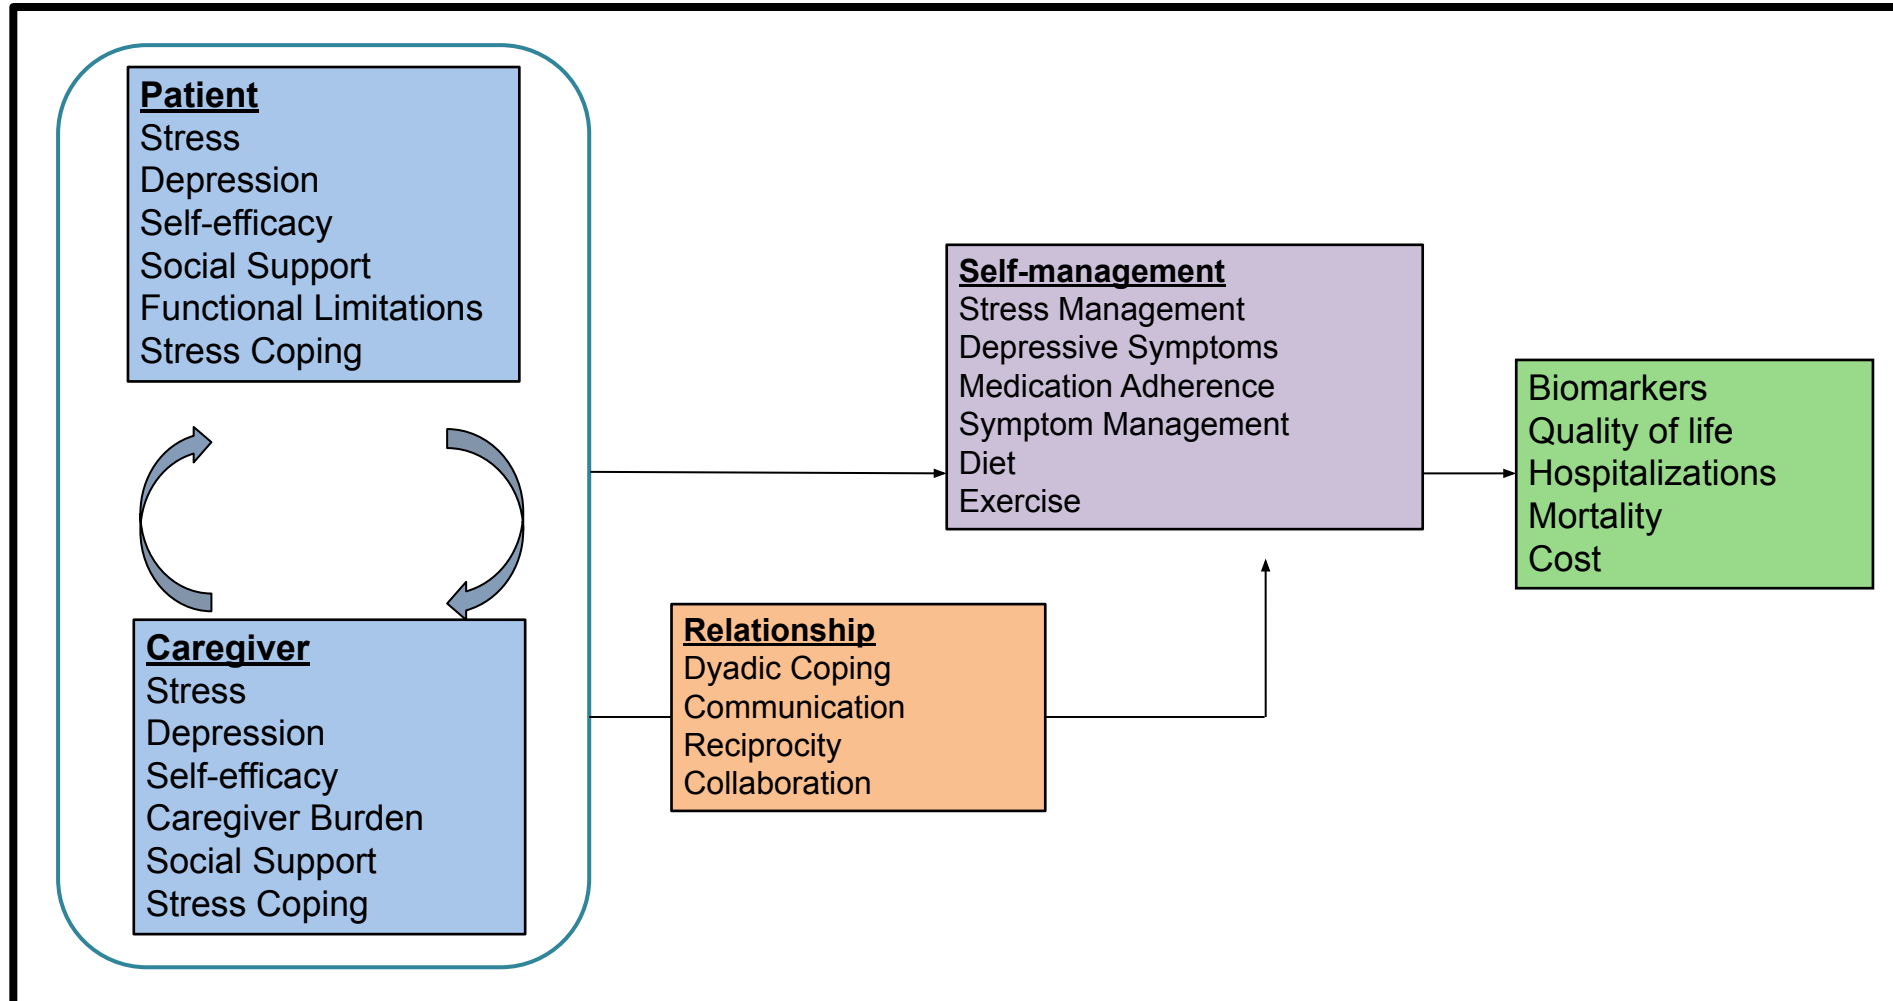 Patient
Stress
Depression
Self-efficacy
Social Support
Functional Limitations
Stress Coping
Caregiver
Stress
Depression
Self-efficacy
Caregiver Burden
Social Support
Stress Coping
Relationship
Dyadic Coping
Communication
Reciprocity
Collaboration
Self-management
Stress Management
Depressive Symptoms
Medication Adherence
Symptom Management
Diet
Exercise
Biomarkers
Quality of life
Hospitalizations
Mortality
Cost